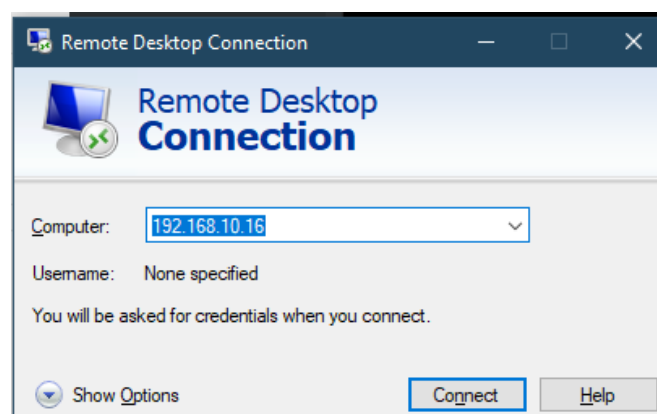 Remote Desktop Connection
Remote Desktop
Connection
Computer: 192.168.10.16
Username: None specified
You will be asked for credentials when you connect.
Show Options Connect Help